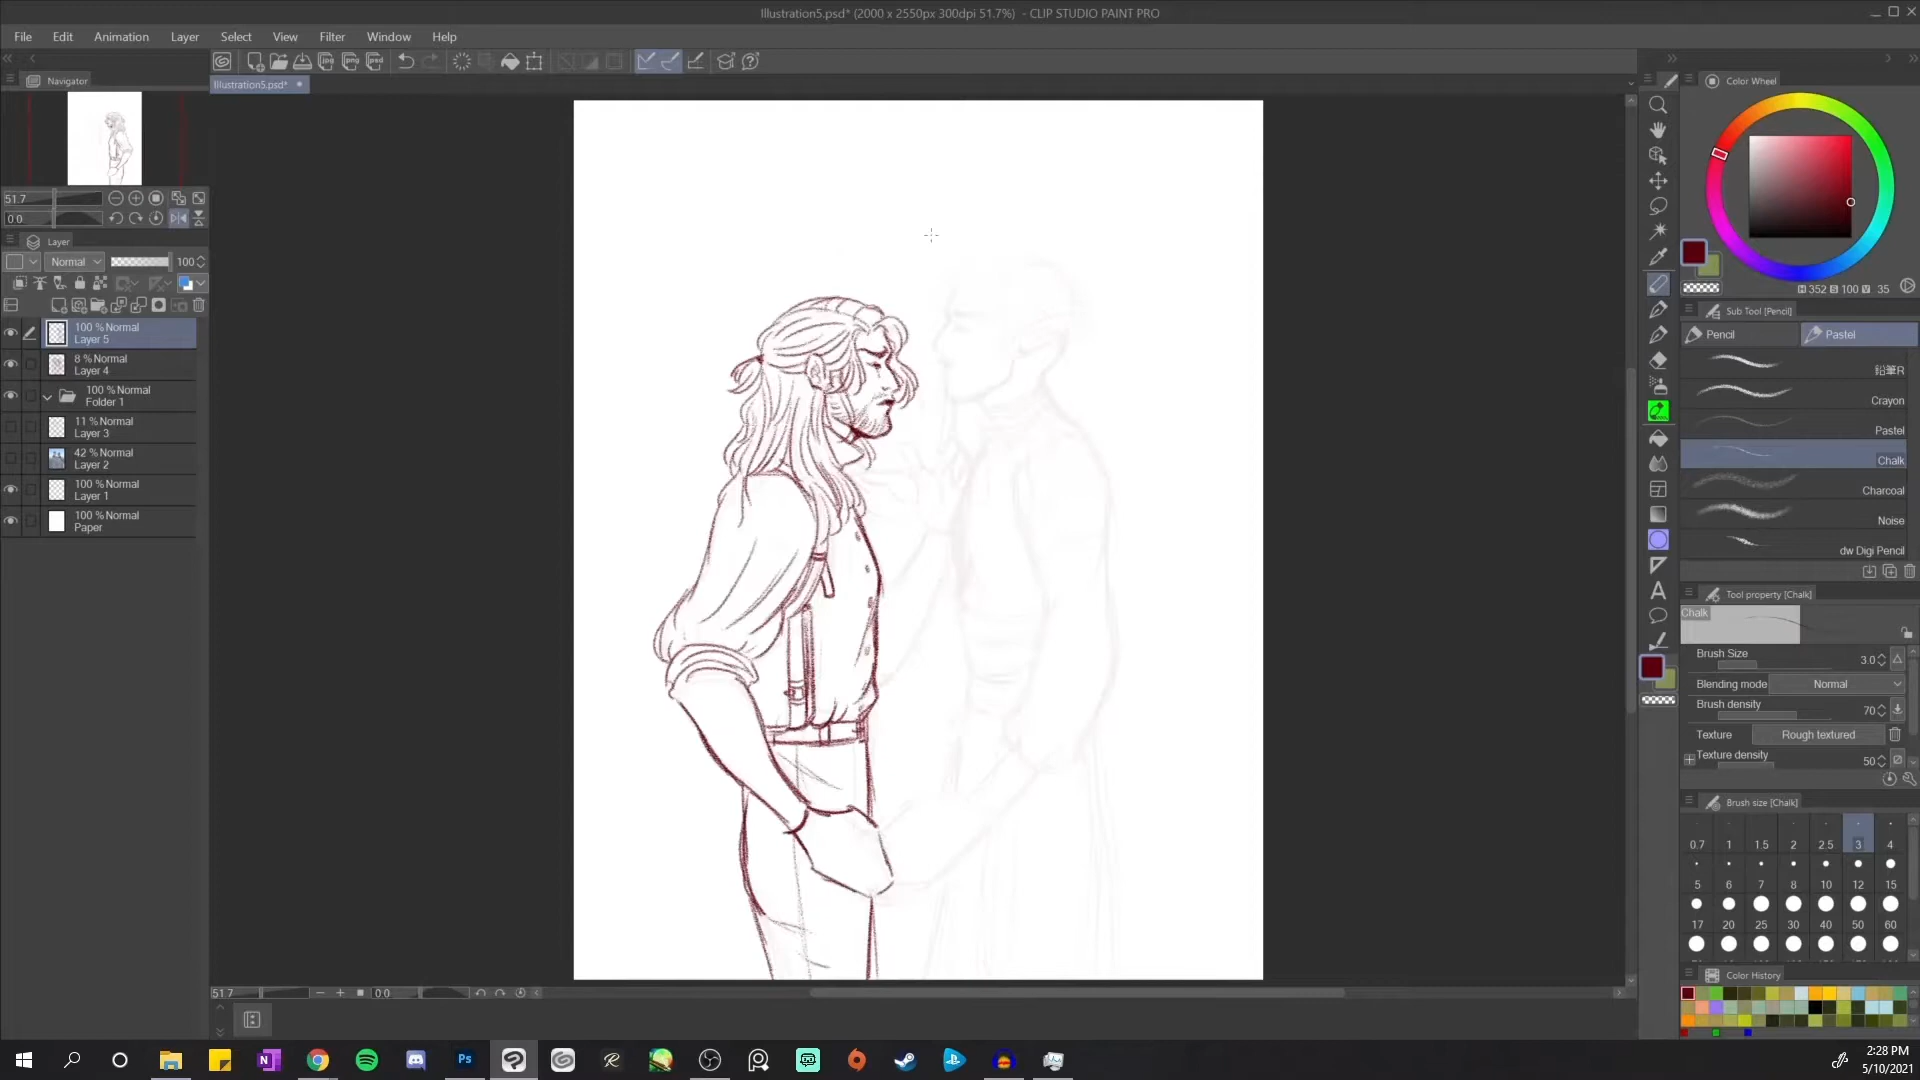 Illustration5.psd* (2000 x 2550px 300dpi 51.7%)  - CLIP STUDIO PAINT PRO
File Edit Animation Layer Select View Filter Window Help
Navigator
Illustration5.psd*
Color Wheel
51.7
0.0
Layer
Normal 100
100 % Normal
Layer 5
8 % Normal
Layer 4
100 % Normal
Folder 1
11 % Normal
Layer 3
42 % Normal
Layer 2
100 % Normal
Layer 1
100 % Normal
Paper
H 352 S 100 V 35
Sub Tool [Pencil]
Pencil Pastel
鉛筆R
Crayon
Pastel
Chalk
Charcoal
Noise
dw Digi Pencil
Tool property [Chalk]
Chalk
Brush Size 3.0
Blending mode Normal
Brush density 70
Texture Rough textured
Texture density 50
Brush size [Chalk]
0.7 1 1.5 2 2.5 3 4
5 6 7 8 10 12 15
17 20 25 30 40 50 60
Color History
51.7 0.0
2:28 PM
5/10/2021